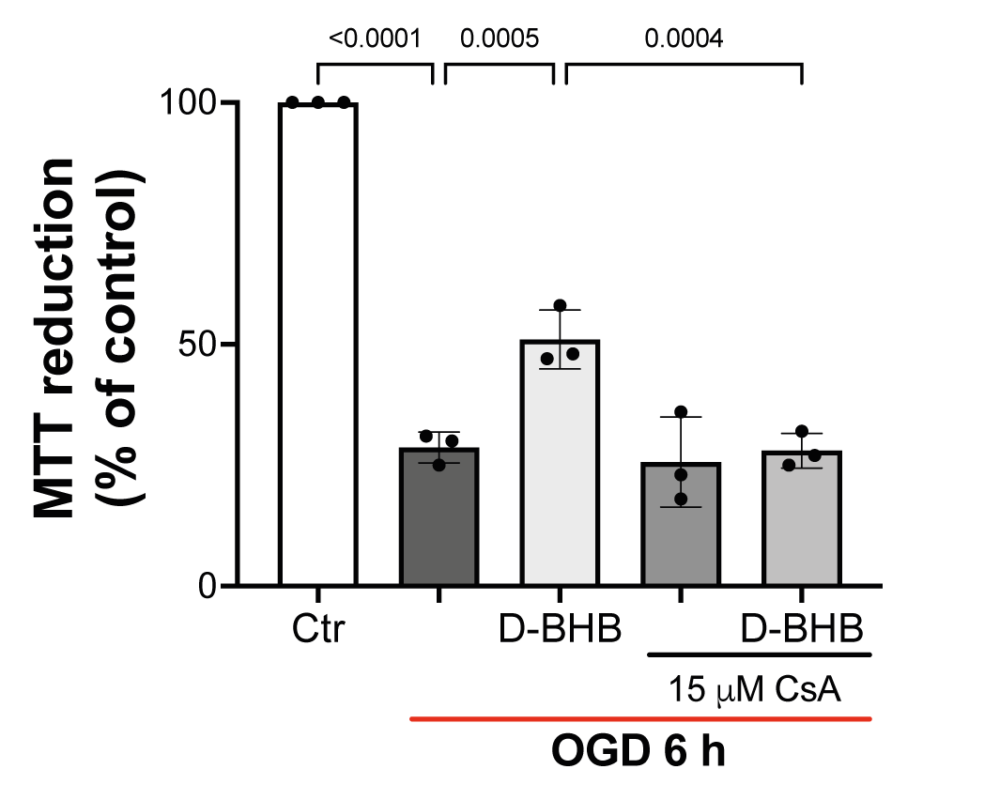 <0.0001 0.0005 0.0004
100
50
0
MTT reduction
(% of control)
Ctr D-BHB D-BHB
15 μM CsA
OGD 6 h